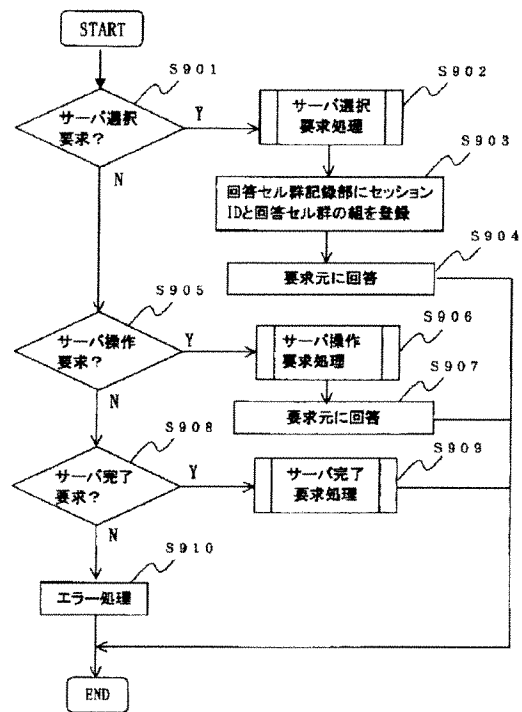 START
S901
サーバ選択
要求？
Y
N
S902
サーバ選択
要求処理
S903
回答セル群記録部にセッション
IDと回答セル群の組を登録
S904
要求元に回答
S905
サーバ操作
要求？
Y
N
S906
サーバ操作
要求処理
S907
要求元に回答
S908
サーバ完了
要求？
Y
N
S909
サーバ完了
要求処理
S910
エラー処理
END